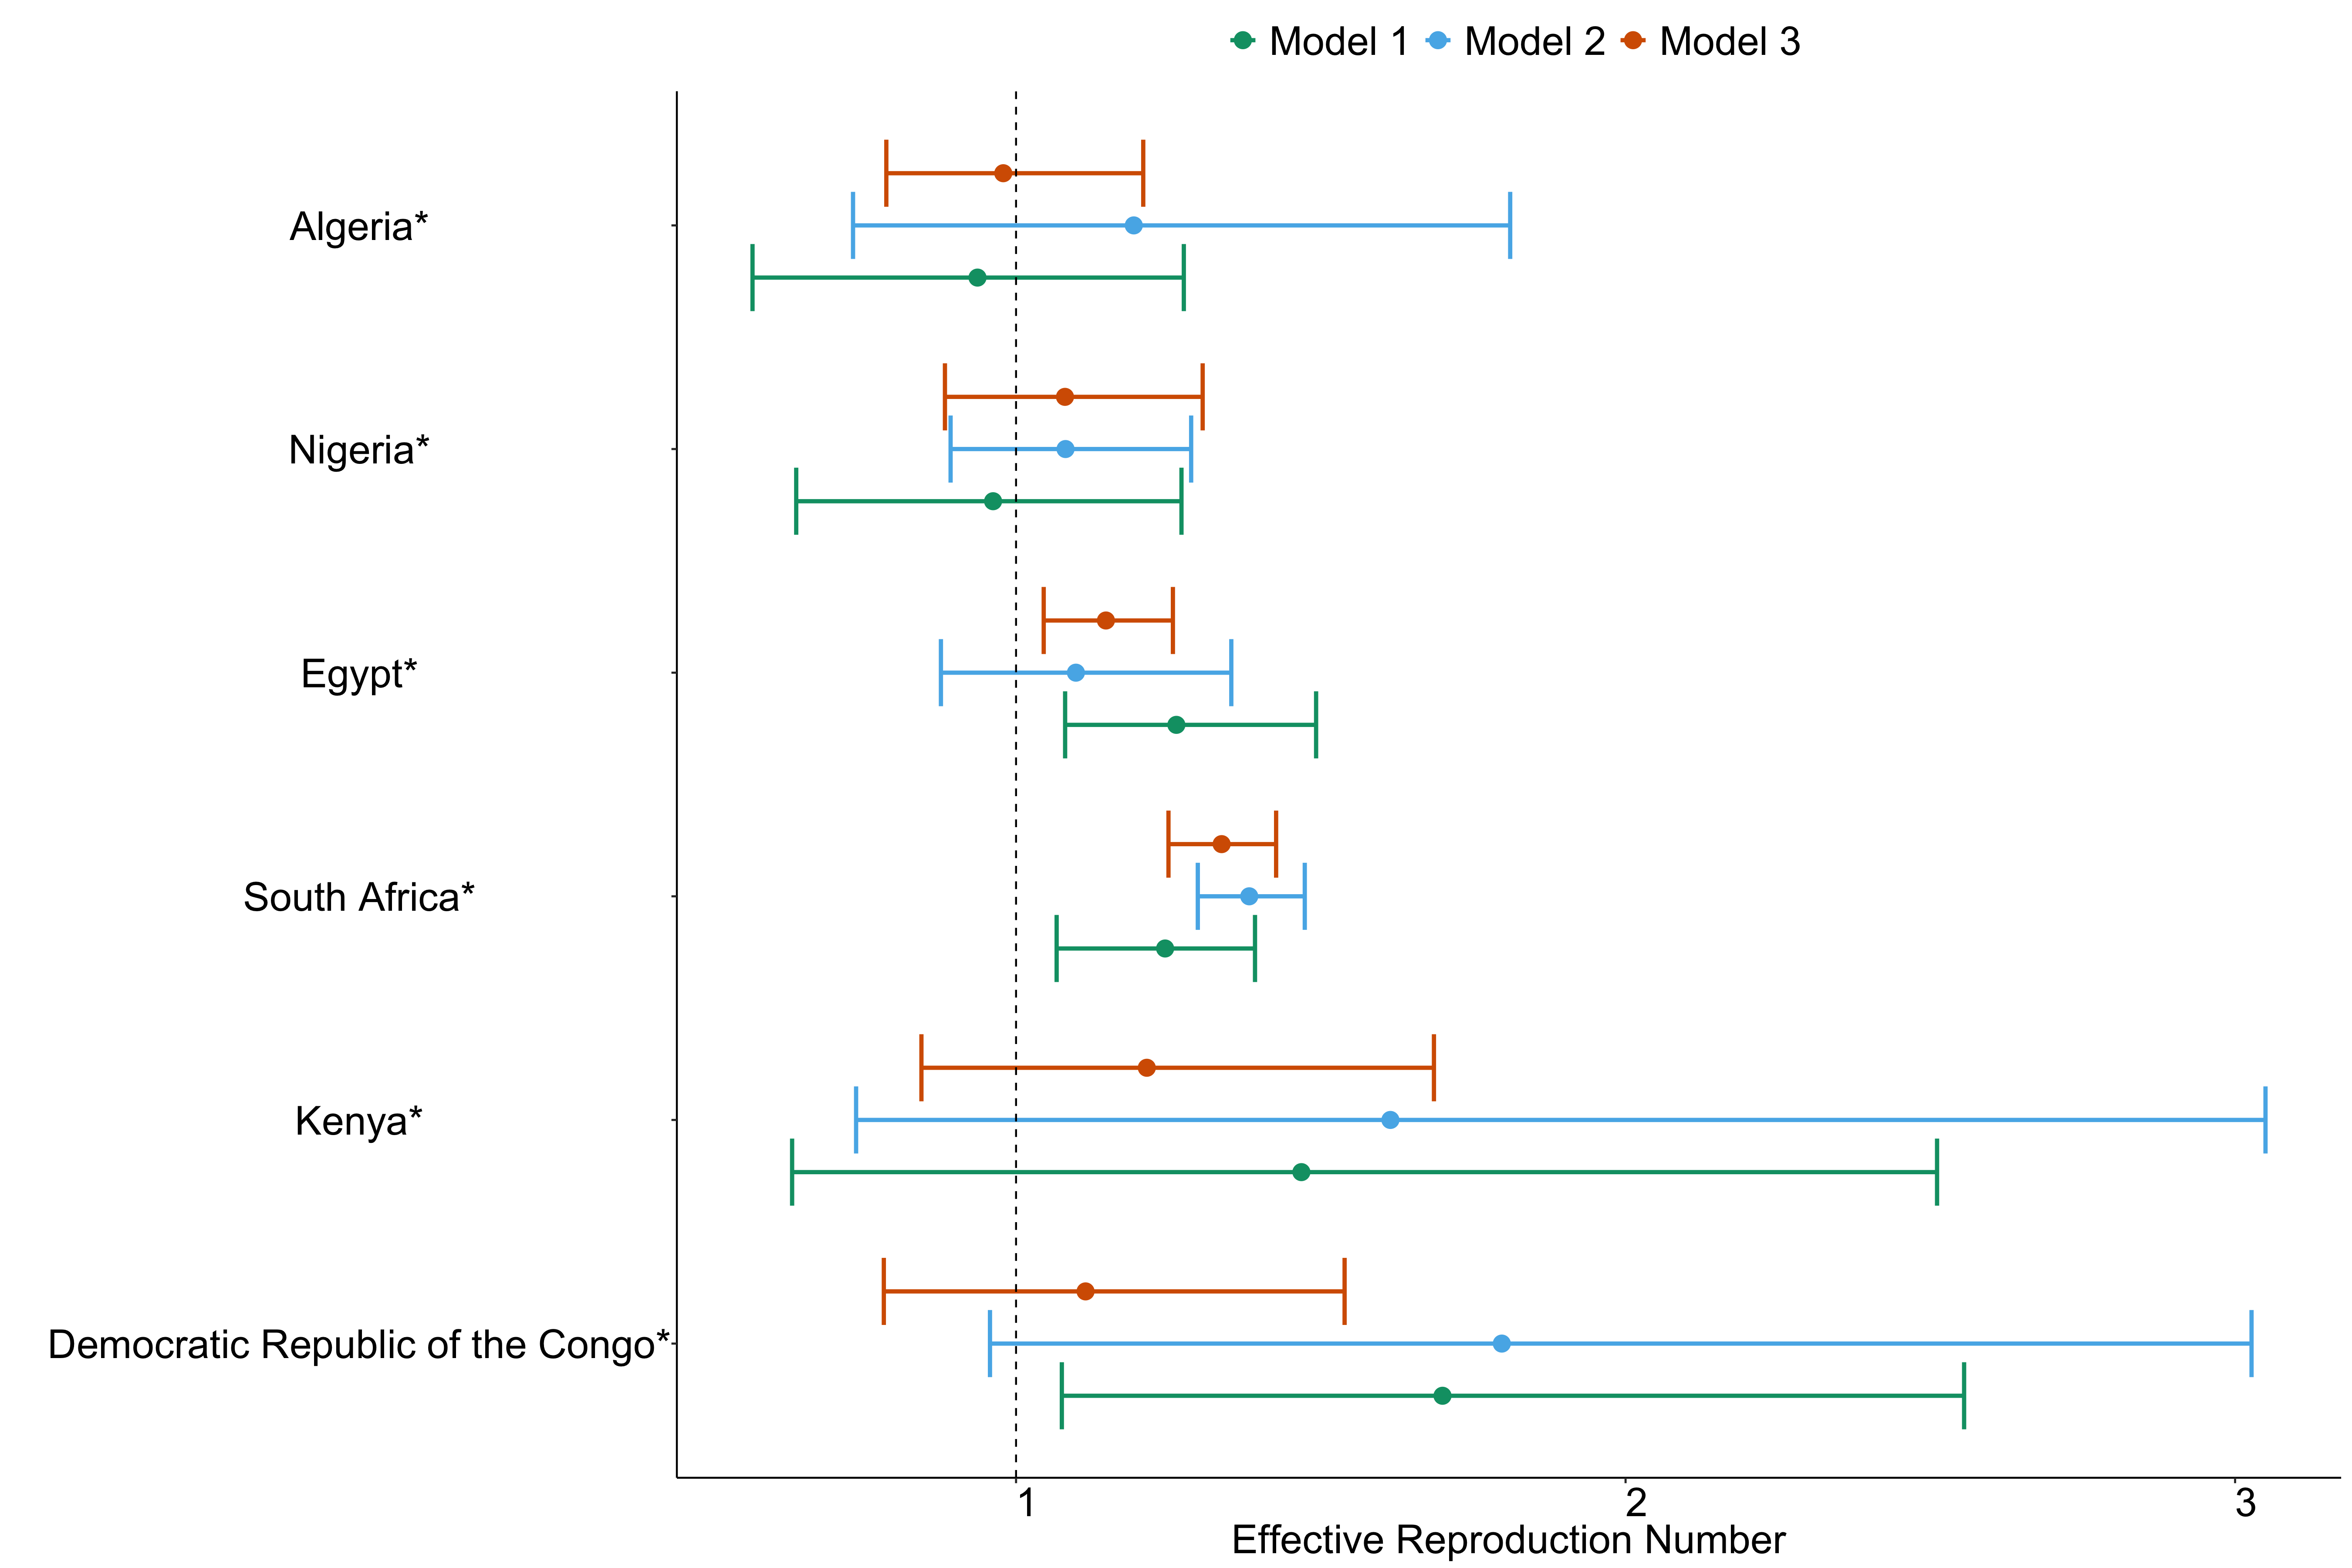 Model 1 Model 2 Model 3
Algeria*
Nigeria*
Egypt*
South Africa*
Kenya*
Democratic Republic of the Congo*
1 2 3
Effective Reproduction Number